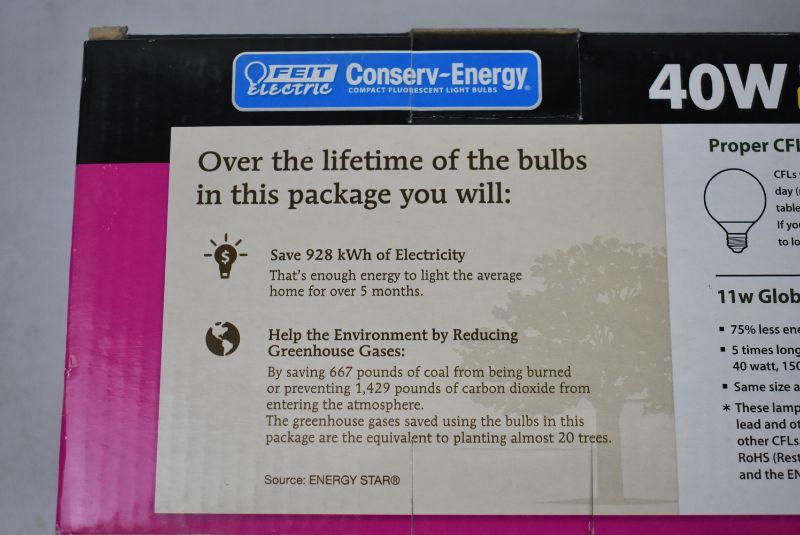 FEIT
Electric
Conserv-Energy®
COMPACT FLUORESCENT LIGHT BULBS
40W
Over the lifetime of the bulbs
in this package you will:
$
Save 928 kWh of Electricity
That's enough energy to light the average
home for over 5 months.
Help the Environment by Reducing
Greenhouse Gases:
By saving 667 pounds of coal from being burned
or preventing 1,429 pounds of carbon dioxide from
entering the atmosphere.
The greenhouse gases saved using the bulbs in this
package are the equivalent to planting almost 20 trees.
Source: ENERGY STAR®
Proper CFL
CFLs
day
table
If you
to lo
11w Glob
▪ 75% less ene
▪ 5 times long
40 watt, 150
▪ Same size a
* These lamp
lead and ot
other CFLs
RoHS (Rest
and the EN